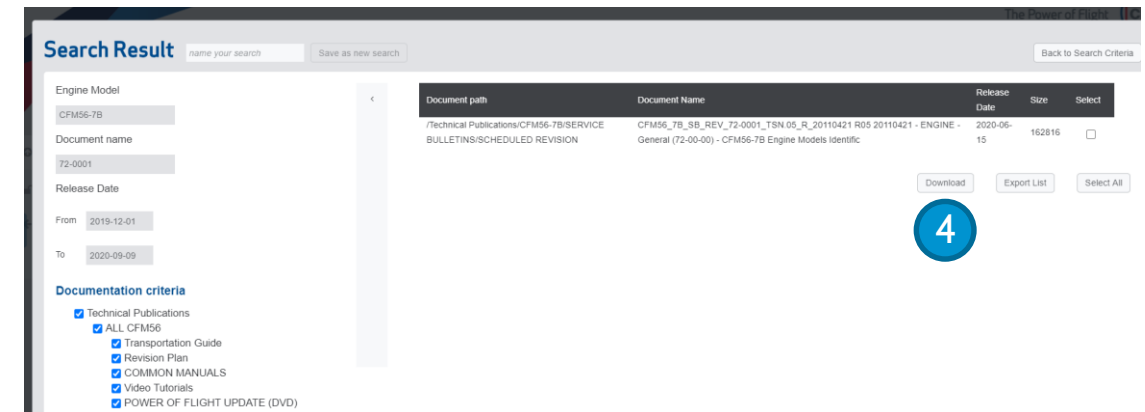 The Power of Flight
Search Result name your search Save as new search Back to Search Criteria
Engine Model
CFM56-7B
Document name
72-0001
Release Date
From 2019-12-01
To 2020-09-09
Documentation criteria
Technical Publications
ALL CFM56
Transportation Guide
Revision Plan
COMMON MANUALS
Video Tutorials
POWER OF FLIGHT UPDATE (DVD)
Document path Document Name Release Date Size Select
/Technical Publications/CFM56-7B/SERVICE CFM56_7B_SB_REV_72-0001_TSN.05_R_20110421 R05 20110421 - ENGINE - 2020-06-
BULLETINS/SCHEDULED REVISION General (72-00-00) - CFM56-7B Engine Models Identific 15 162816
Download Export List Select All
4